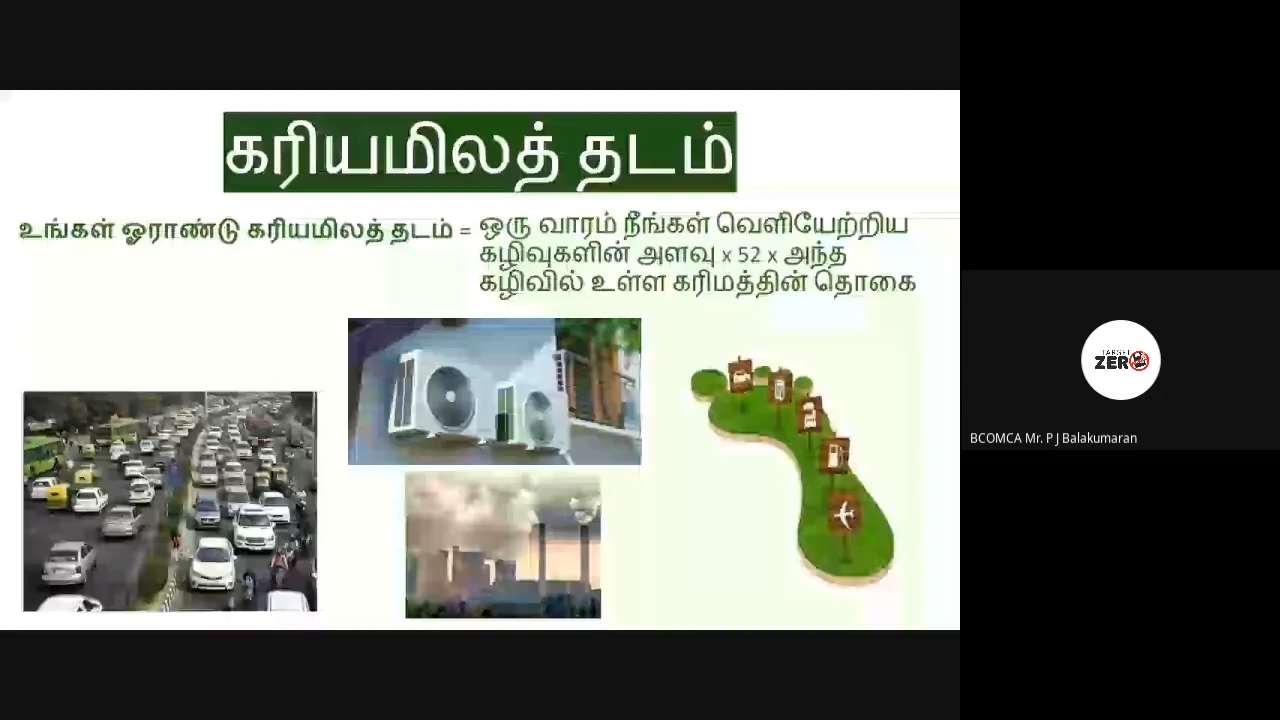 கரியமிலத் தடம்
உங்கள் ஓராண்டு கரியமிலத் தடம் = ஒரு வாரம் நீங்கள் வெளியேற்றிய
கழிவுகளின் அளவு x 52 x அந்த
கழிவில் உள்ள கரிமத்தின் தொகை
TARGET
ZERO
BCOMCA Mr. P J Balakumaran